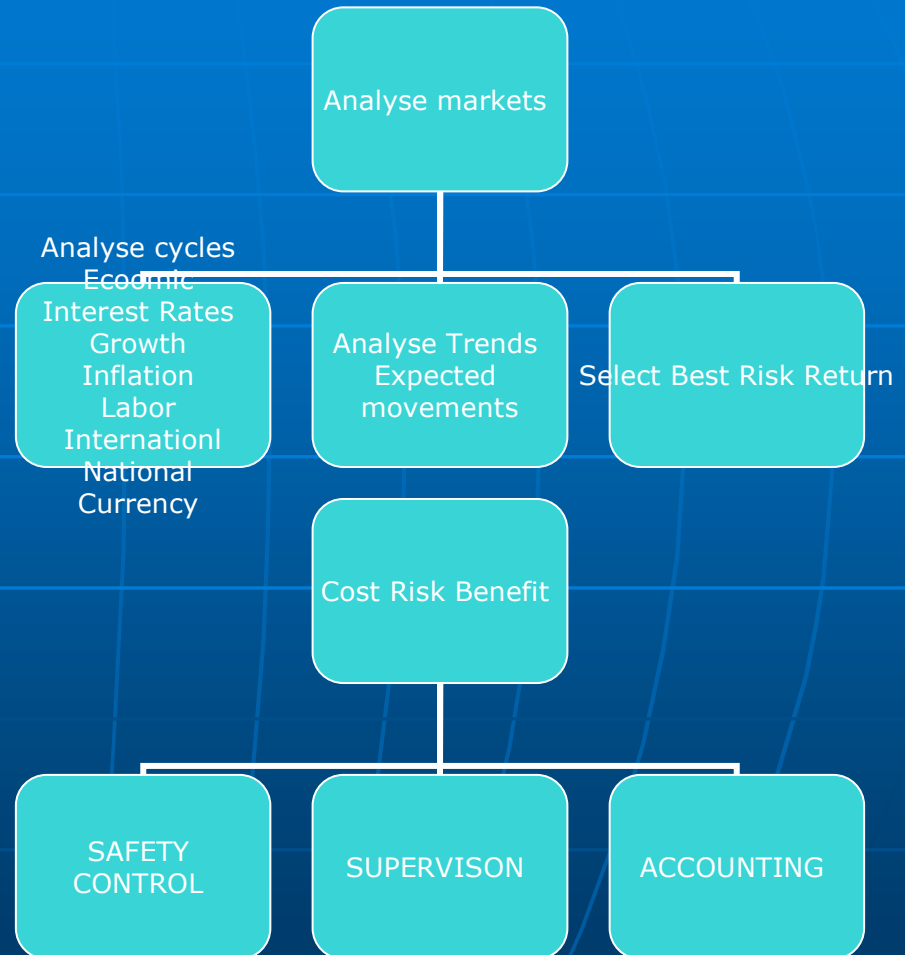 Analyse markets
Analyse cycles
Ecoomic
Interest Rates
Growth
Inflation
Labor
Internationl
National
Currency
Analyse Trends
Expected
movements
Select Best Risk Return
Cost Risk Benefit
SAFETY
CONTROL
SUPERVISON
ACCOUNTING